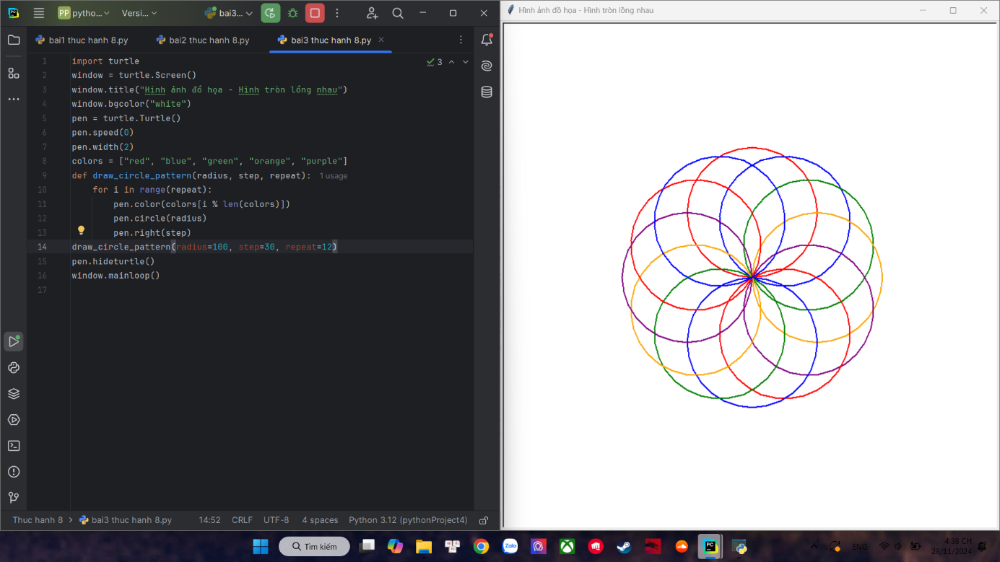 PC
PP
pytho...
Versi...
bai3...
Hình ảnh đồ họa - Hình tròn lồng nhau
bai1 thuc hanh 8.py
bai2 thuc hanh 8.py
bai3 thuc hanh 8.py
3
1 import turtle
2 window = turtle.Screen()
3 window.title("Hình ảnh đồ họa - Hình tròn lồng nhau")
4 window.bgcolor("white")
5 pen = turtle.Turtle()
6 pen.speed(0)
7 pen.width(2)
8 colors = ["red", "blue", "green", "orange", "purple"]
9 def draw_circle_pattern(radius, step, repeat): 1 usage
10 for i in range(repeat):
11 pen.color(colors[i % len(colors)])
12 pen.circle(radius)
13 pen.right(step)
14 draw_circle_pattern(radius=100, step=30, repeat=12)
15 pen.hideturtle()
16 window.mainloop()
17
Thuc hanh 8 > bai3 thuc hanh 8.py
14:52
CRLF
UTF-8
4 spaces
Python 3.12 (pythonProject4)
Tìm kiếm
Zalo
PC
ENG
4:38 CH
28/11/2024